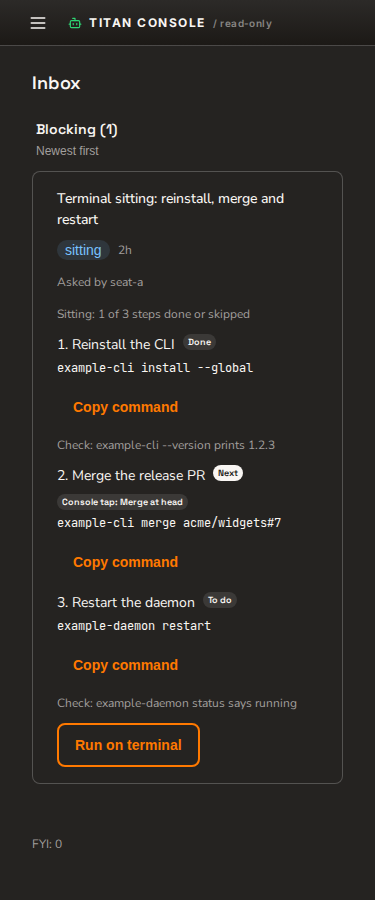 TITAN CONSOLE / read-only
Inbox
Blocking (1)
Newest first
Terminal sitting: reinstall, merge and
restart
sitting 2h
Asked by seat-a
Sitting: 1 of 3 steps done or skipped
1. Reinstall the CLI Done
example-cli install --global
Copy command
Check: example-cli --version prints 1.2.3
2. Merge the release PR Next
Console tap: Merge at head
example-cli merge acme/widgets#7
Copy command
3. Restart the daemon To do
example-daemon restart
Copy command
Check: example-daemon status says running
Run on terminal
FYI: 0